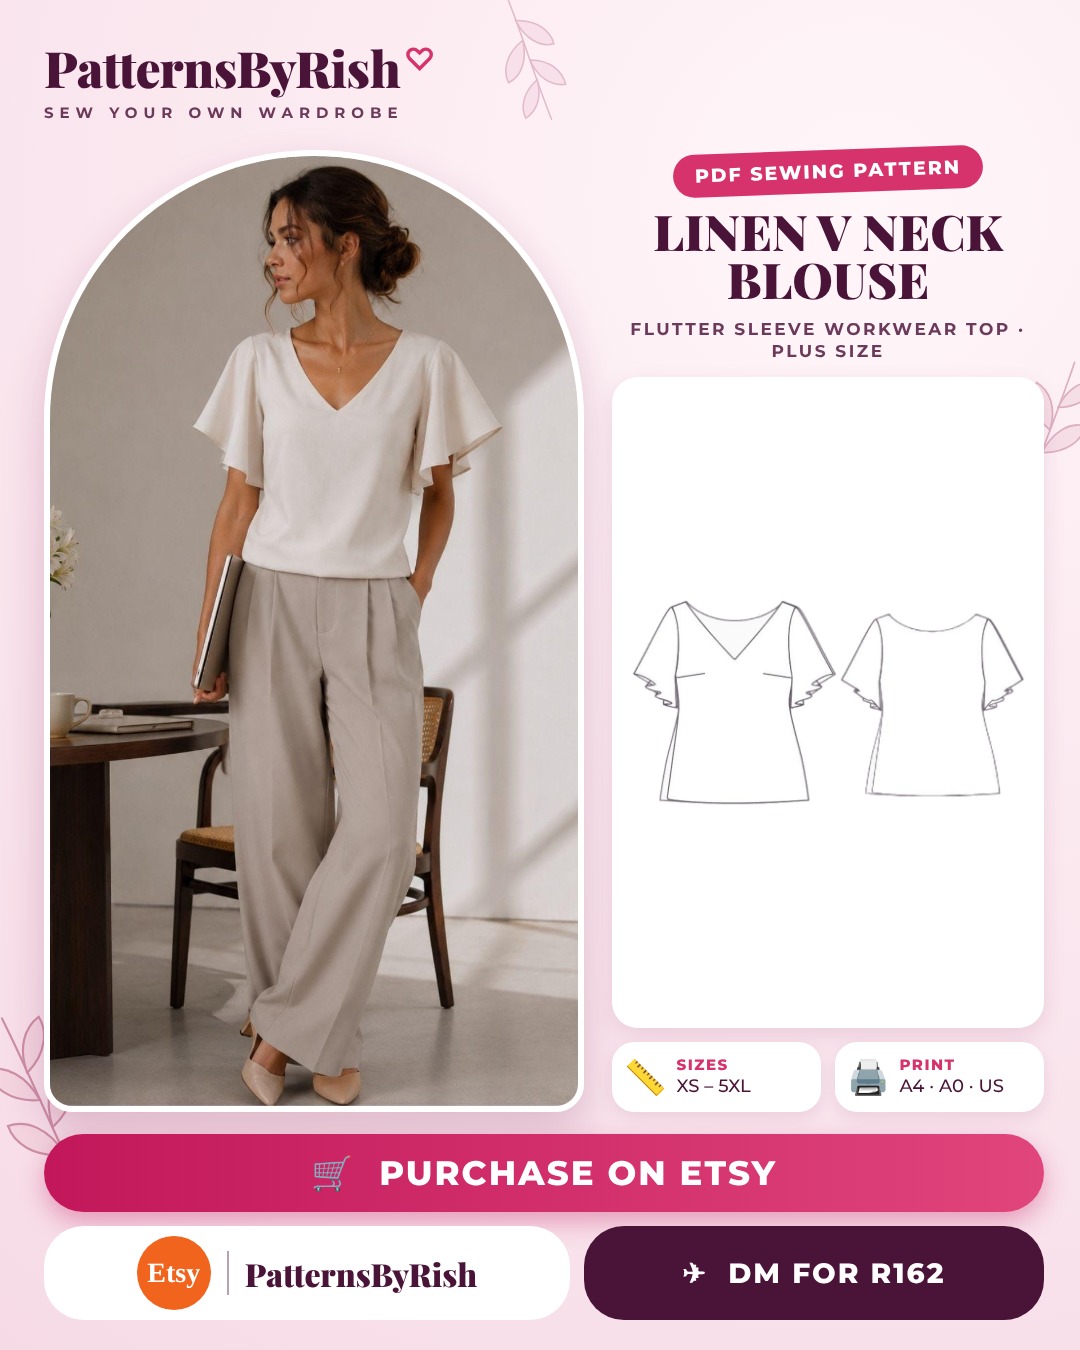 PatternsByRish
SEW YOUR OWN WARDROBE
PDF SEWING PATTERN
LINEN V NECK
BLOUSE
FLUTTER SLEEVE WORKWEAR TOP ·
PLUS SIZE
SIZES
XS – 5XL
PRINT
A4 · A0 · US
PURCHASE ON ETSY
Etsy
PatternsByRish
DM FOR R162